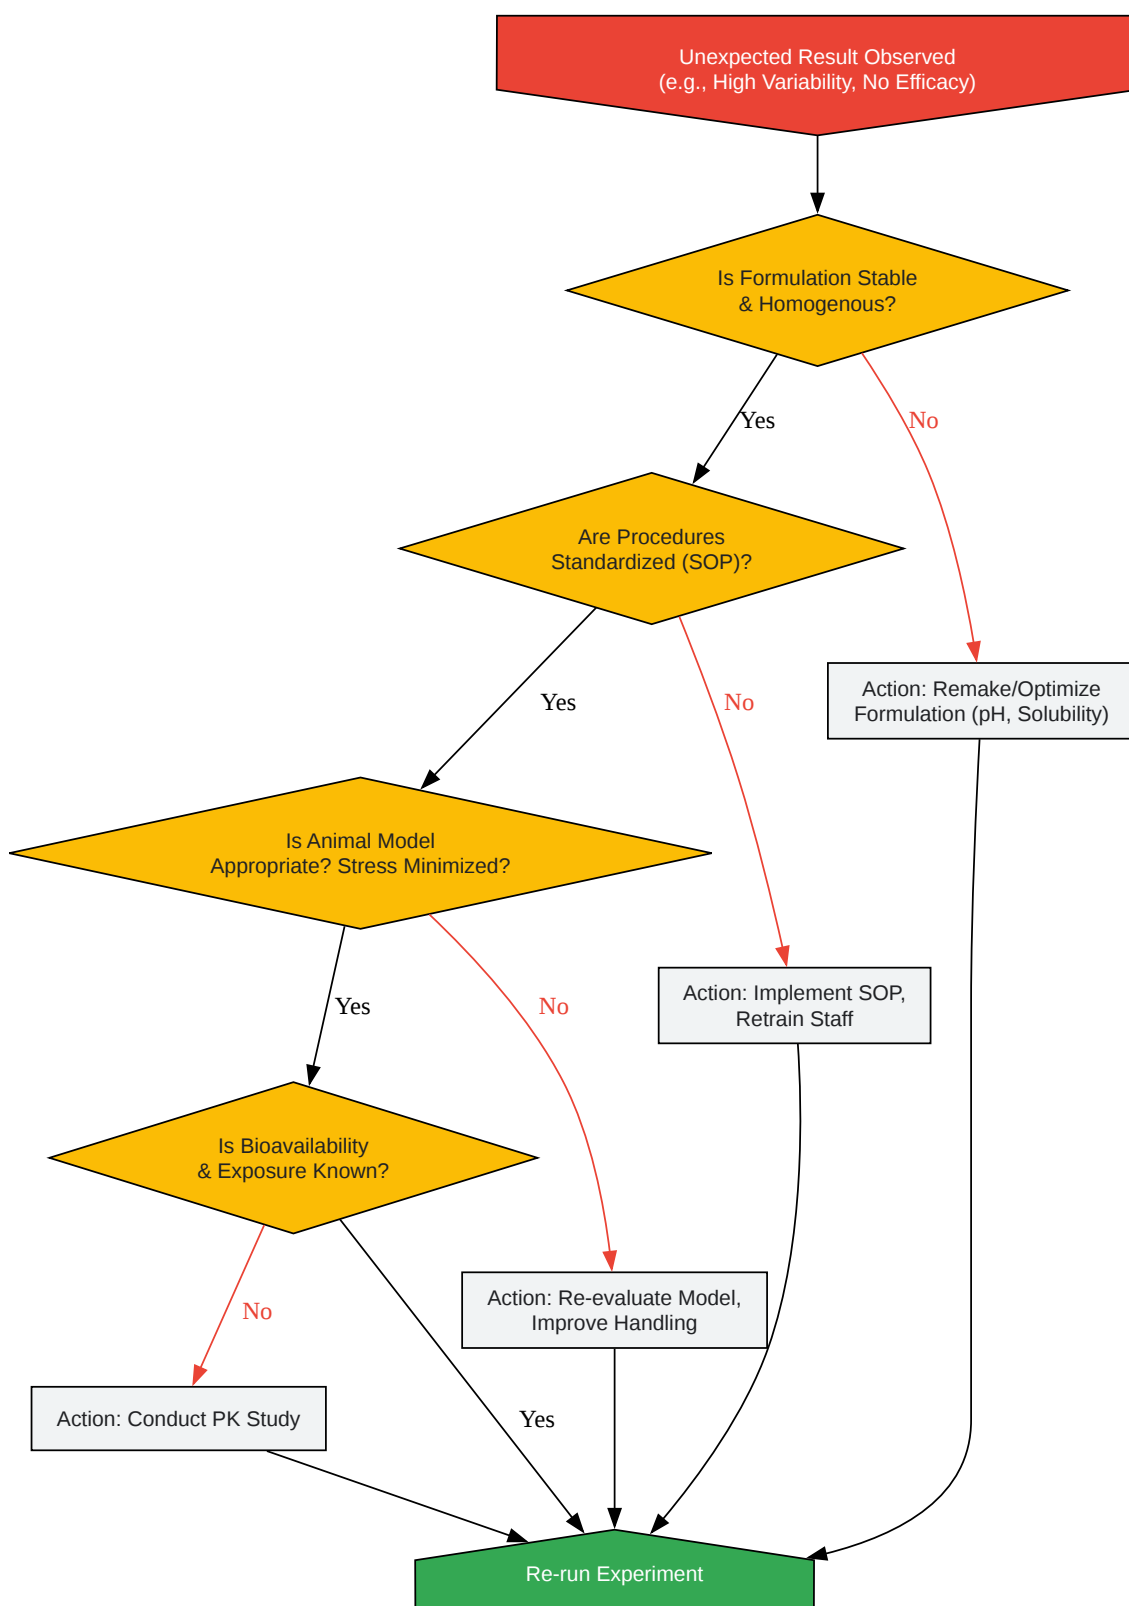 Unexpected Result Observed
(e.g., High Variability, No Efficacy)
Is Formulation Stable
& Homogenous?
Yes
No
Are Procedures
Standardized (SOP)?
Yes
No
Action: Remake/Optimize
Formulation (pH, Solubility)
Is Animal Model
Appropriate? Stress Minimized?
Yes
No
Action: Implement SOP,
Retrain Staff
Is Bioavailability
& Exposure Known?
No
Yes
Action: Re-evaluate Model,
Improve Handling
Action: Conduct PK Study
Re-run Experiment